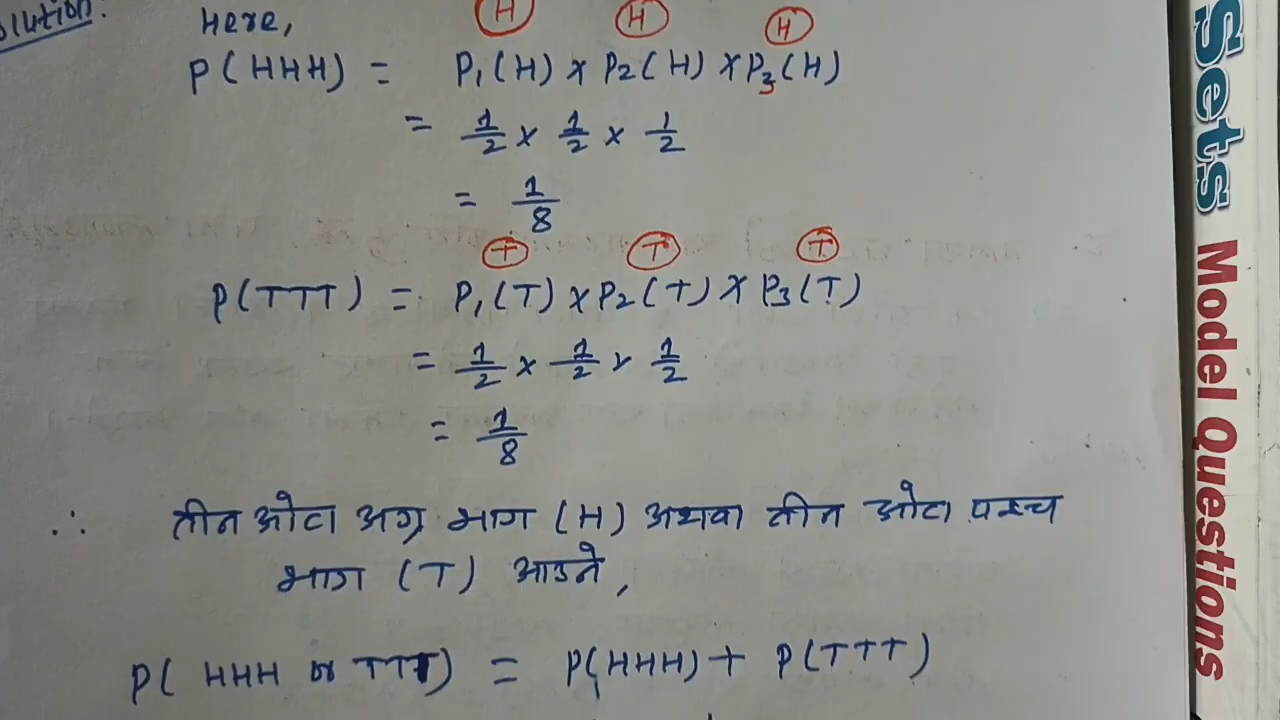 Solution.
Here,
H H H
P(HHH) = P₁(H) × P₂(H) × P₃(H)
= 1/2 × 1/2 × 1/2
= 1/8
T T T
P(TTT) = P₁(T) × P₂(T) × P₃(T)
= 1/2 × 1/2 × 1/2
= 1/8
∴ तीन ओटा अग्र भाग (H) अथवा तीन ओटा पश्च
भाग (T) आउने,
P( HHH or TTT) = P(HHH) + P(TTT)
Sets Model Questions